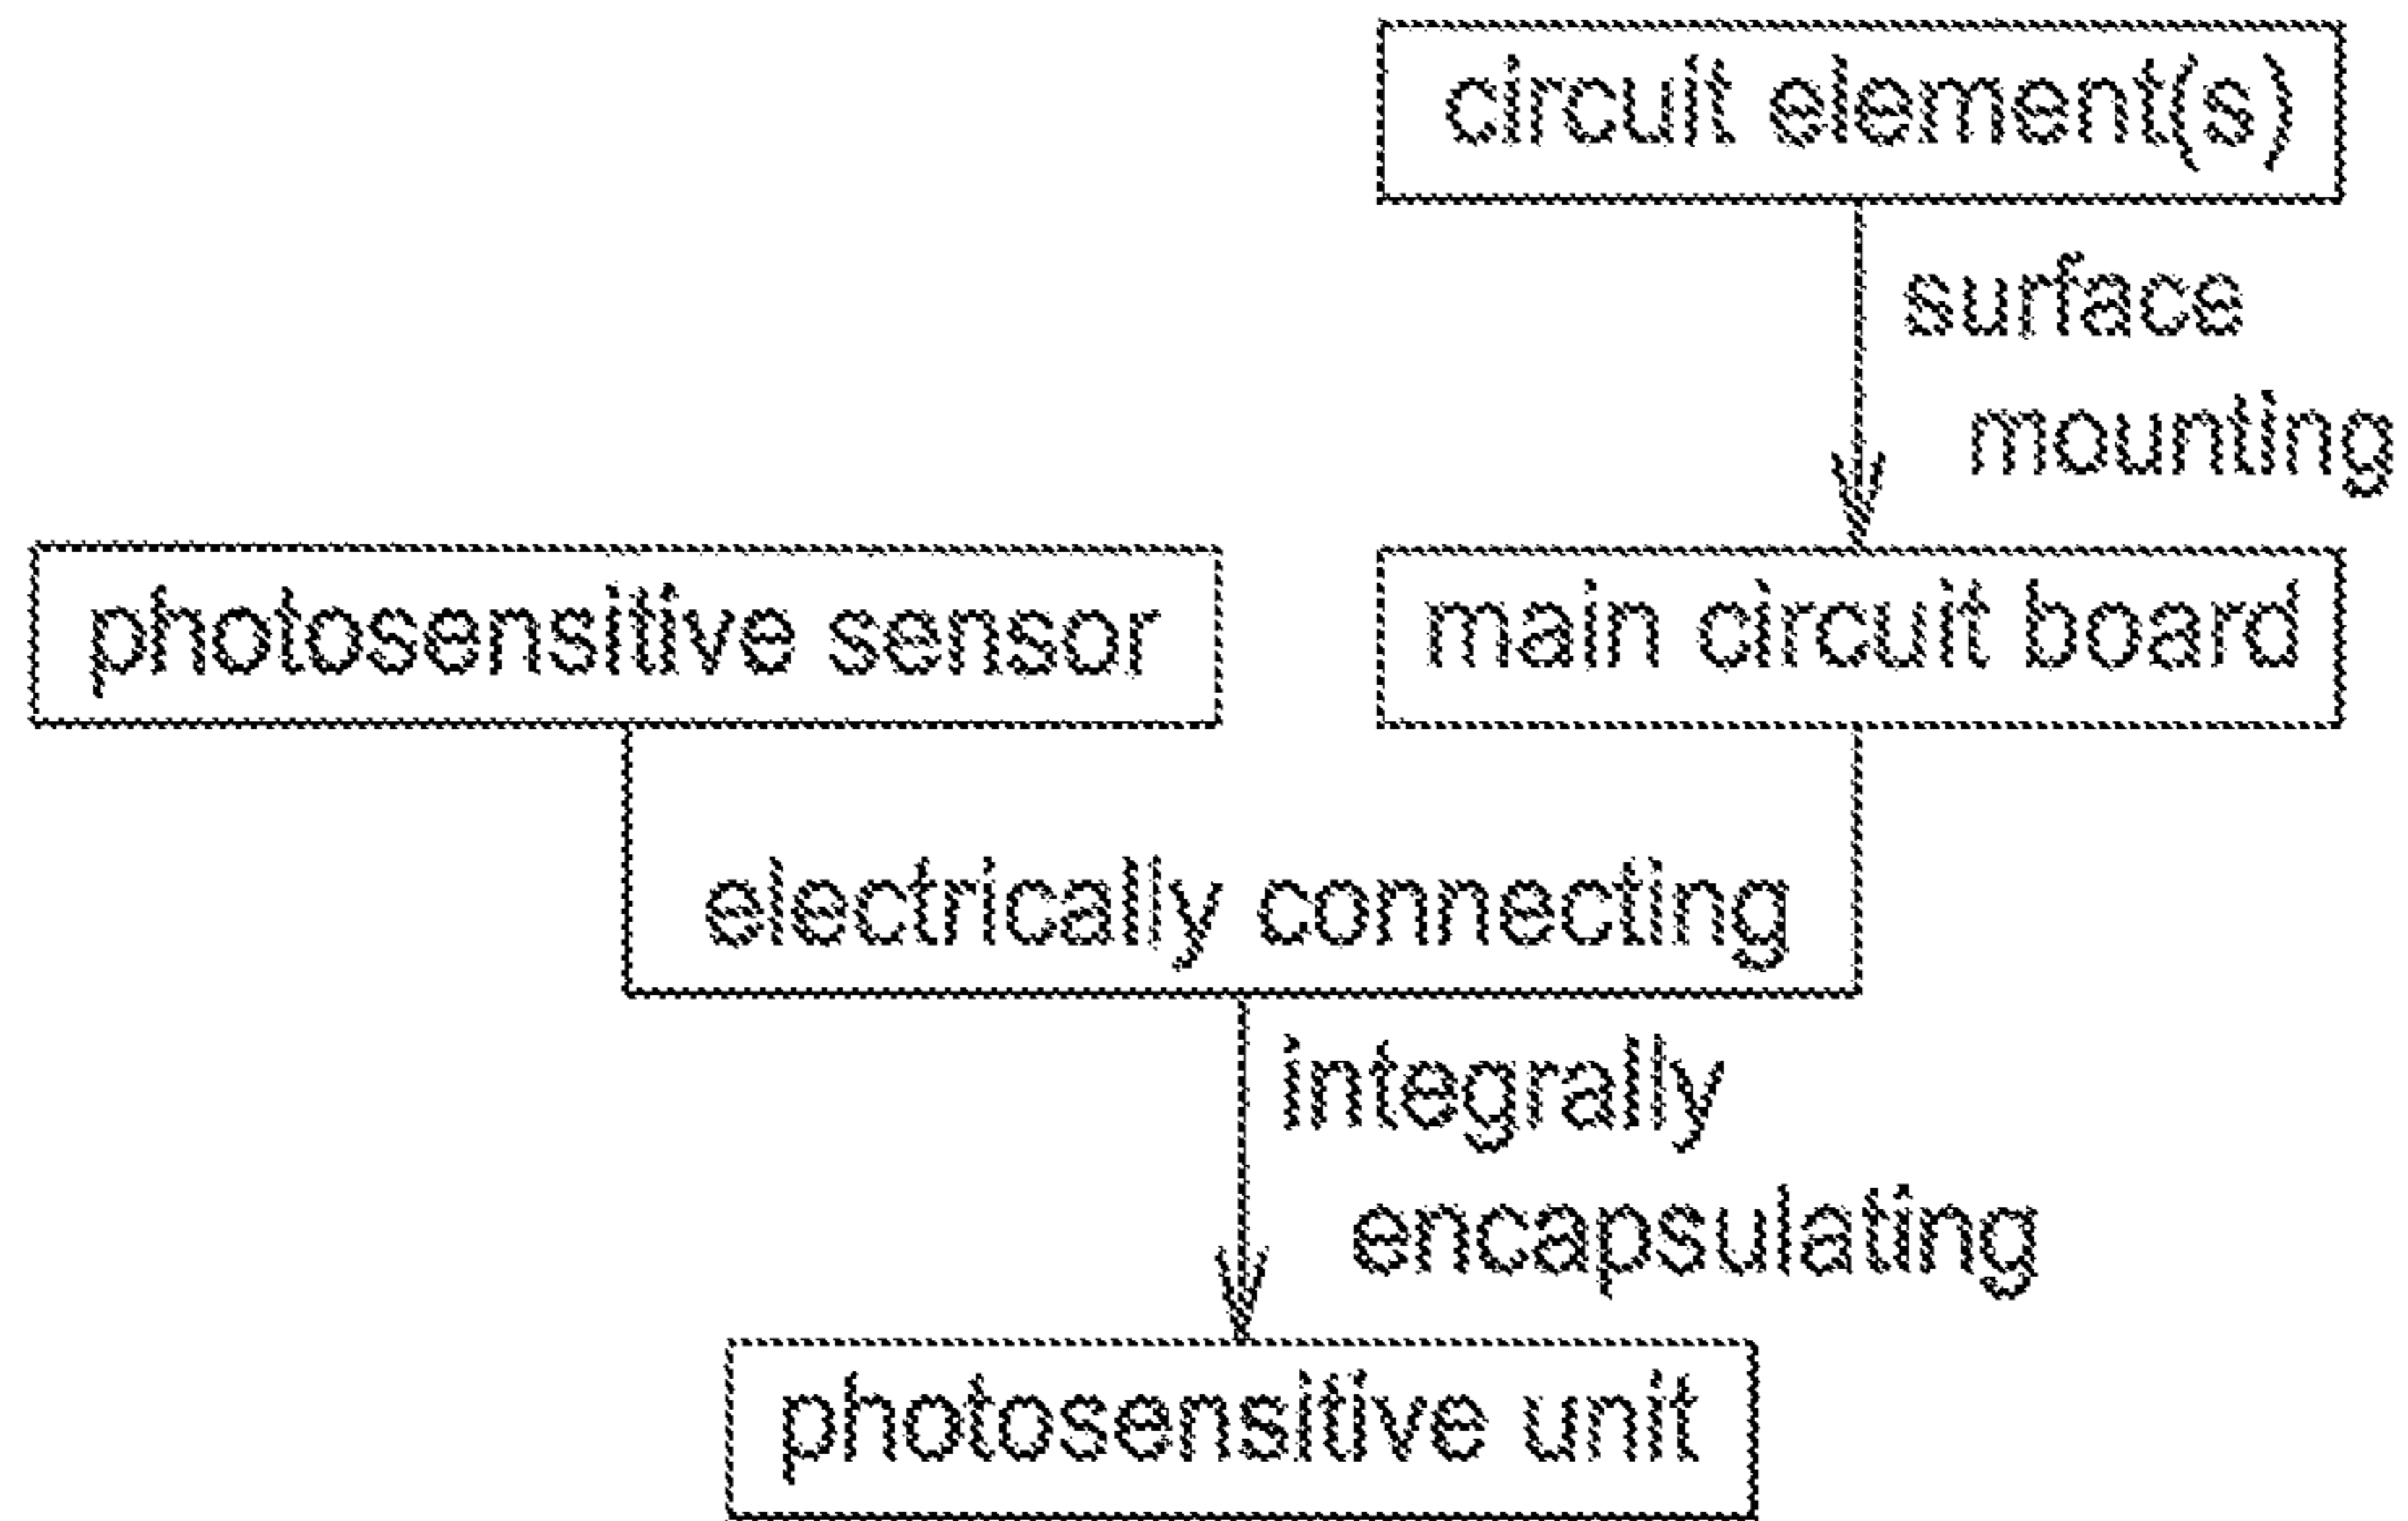 circuit element(s)
surface
mounting
photosensitive sensor
main circuit board
electrically connecting
integrally
encapsulating
photosensitive unit